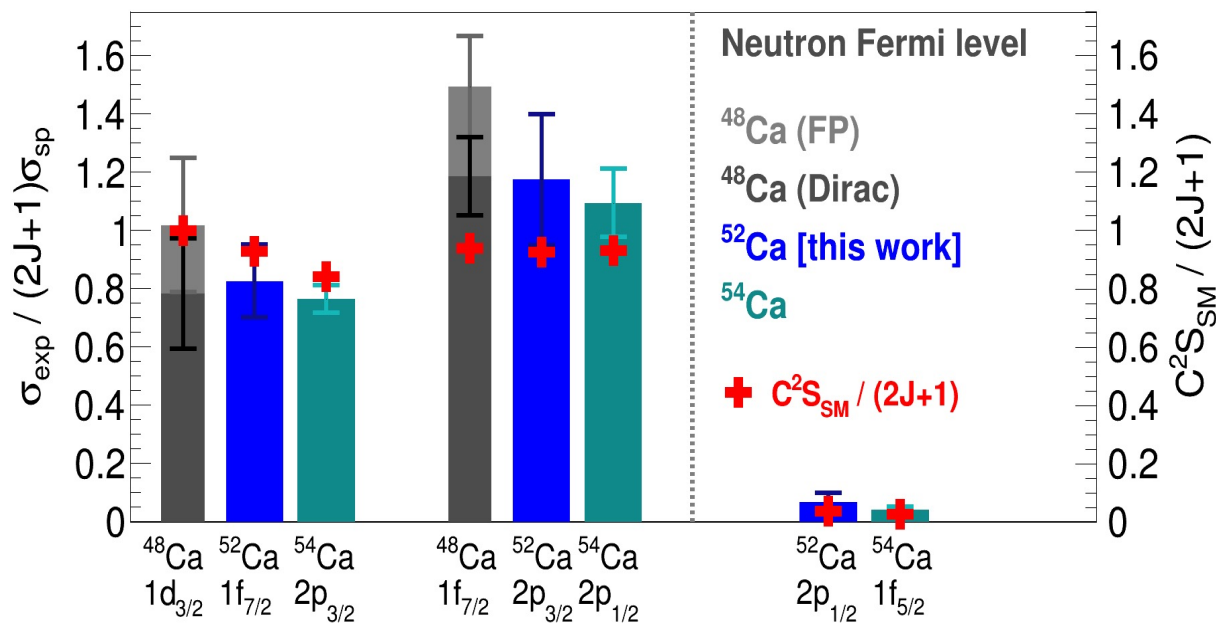 σexp / (2J+1)σsp
1.6
1.4
1.2
1
0.8
0.6
0.4
0.2
0
Neutron Fermi level
⁴⁸Ca (FP)
⁴⁸Ca (Dirac)
⁵²Ca [this work]
⁵⁴Ca
C²S_SM / (2J+1)
1.6
1.4
1.2
1
0.8
0.6
0.4
0.2
0
C²S_SM / (2J+1)
⁴⁸Ca ⁵²Ca ⁵⁴Ca ⁴⁸Ca ⁵²Ca ⁵⁴Ca ⁵²Ca ⁵⁴Ca
1d3/2 1f7/2 2p3/2 1f7/2 2p3/2 2p1/2 2p1/2 1f5/2